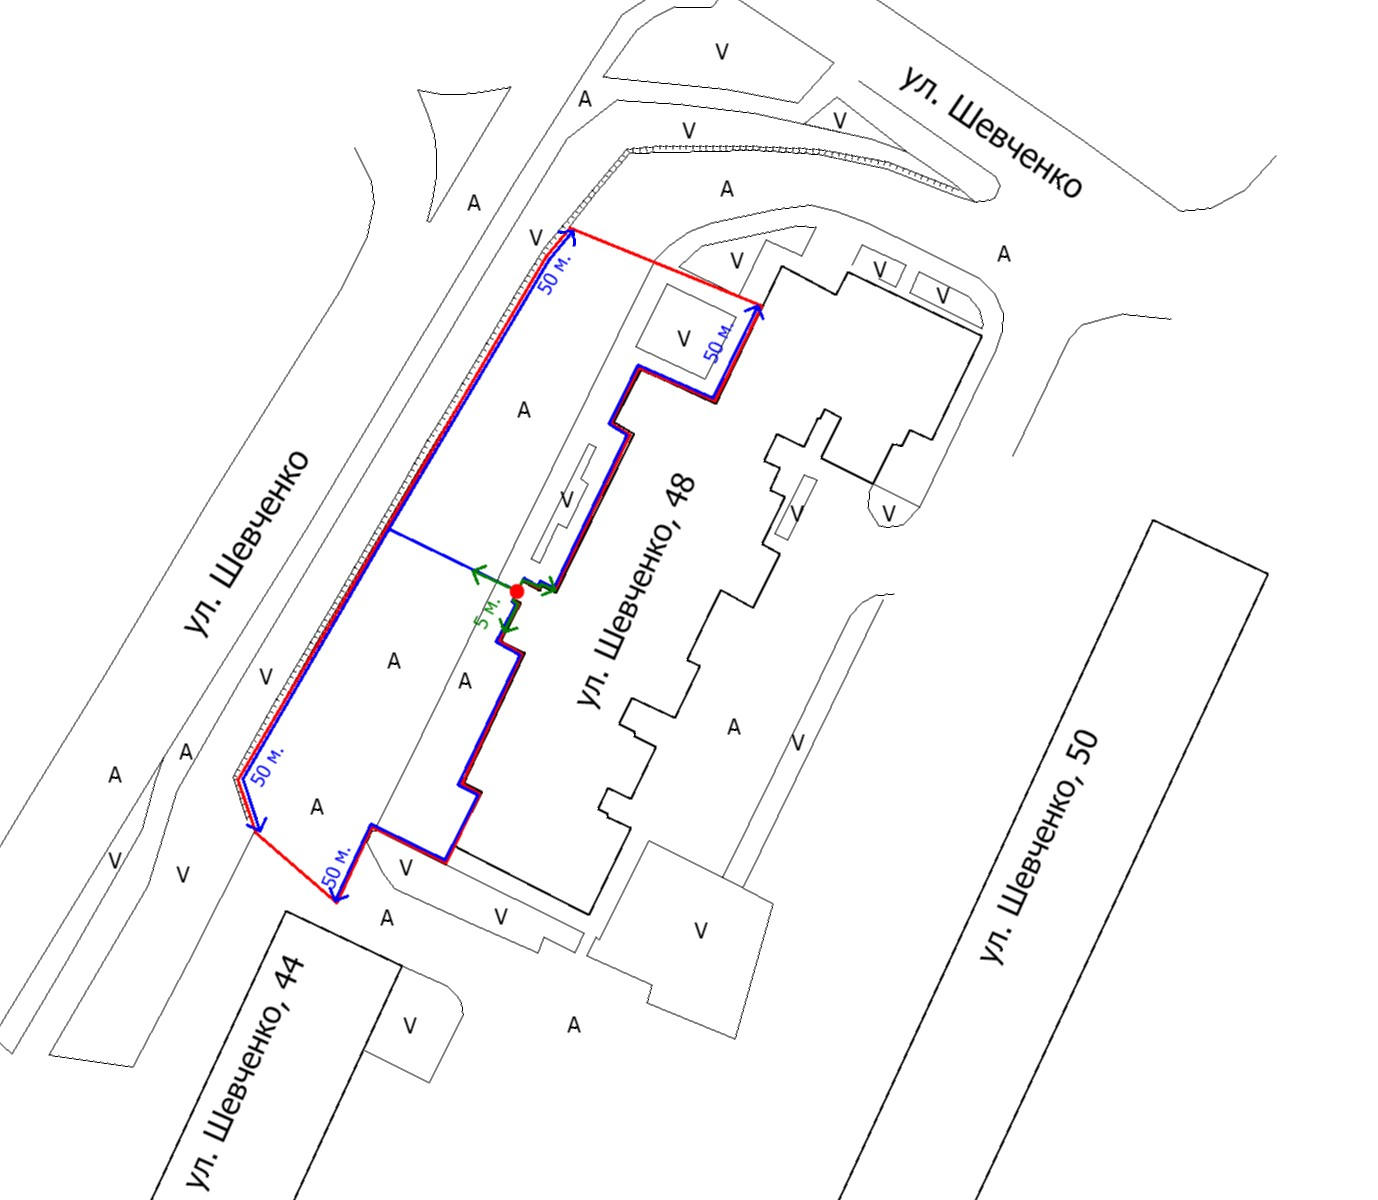 V
ул. Шевченко
A
V
V
A
A
V
A
V
V
V
50 м.
V
50 м.
A
ул. Шевченко
V
ул. Шевченко, 48
V
V
5 м.
A
V
A
A
V
A
50 м.
A
A
ул. Шевченко, 50
V
V
50 м.
V
A
V
V
ул. Шевченко, 44
V
A